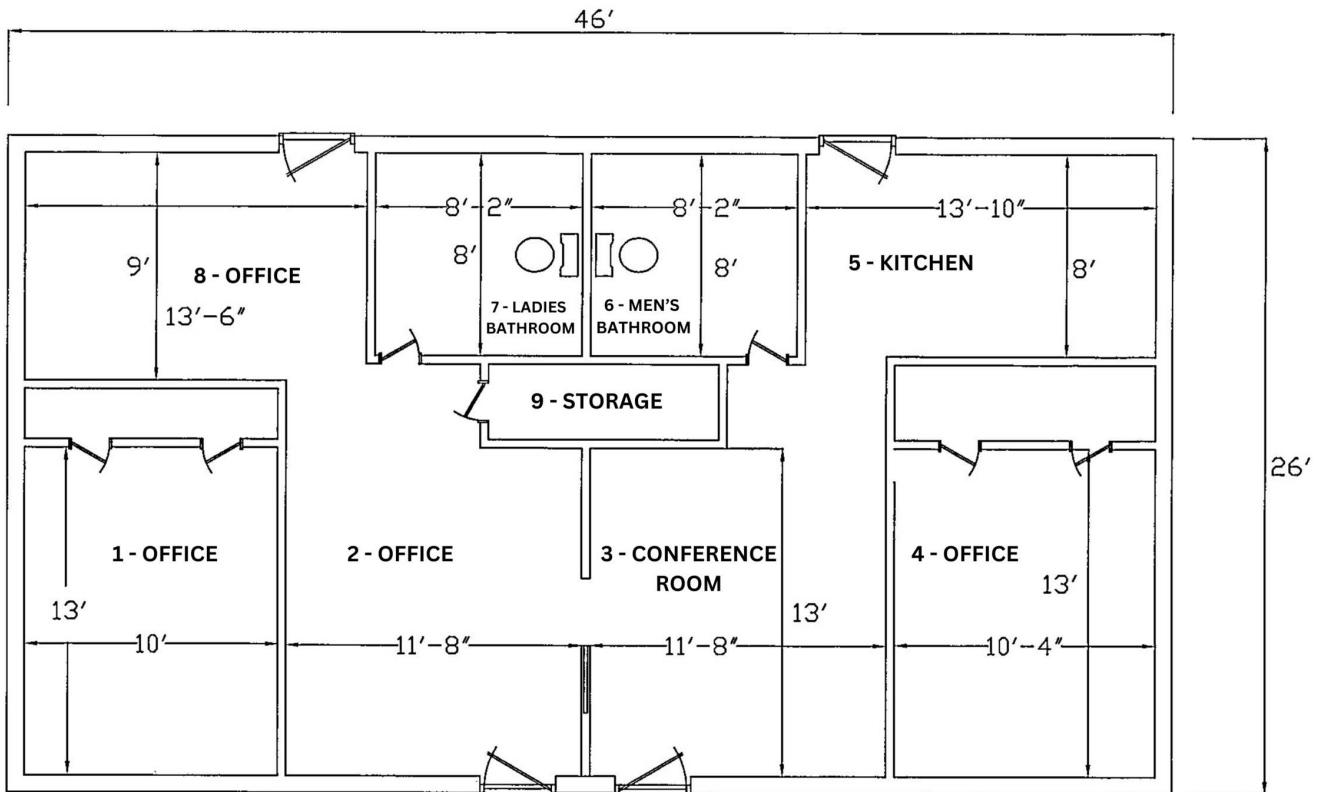 46′
8′-2″
8′-2″
13′-10″
9′
8 - OFFICE
13′-6″
8′
7 - LADIES
BATHROOM
8′
6 - MEN'S
BATHROOM
5 - KITCHEN
8′
9 - STORAGE
26′
1 - OFFICE
2 - OFFICE
3 - CONFERENCE
ROOM
4 - OFFICE
13′
13′
13′
10′
11′-8″
11′-8″
10′-4″